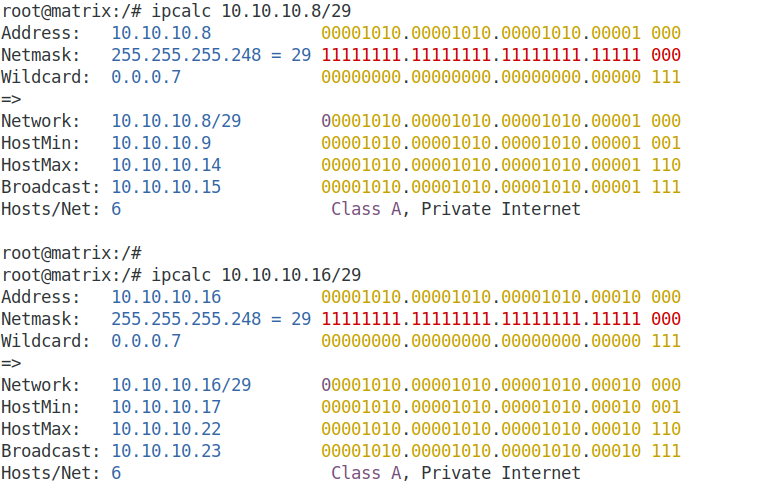 root@matrix:/# ipcalc 10.10.10.8/29
Address:   10.10.10.8           00001010.00001010.00001010.00001 000
Netmask:   255.255.255.248 = 29 11111111.11111111.11111111.11111 000
Wildcard:  0.0.0.7              00000000.00000000.00000000.00000 111
=>
Network:   10.10.10.8/29        00001010.00001010.00001010.00001 000
HostMin:   10.10.10.9           00001010.00001010.00001010.00001 001
HostMax:   10.10.10.14          00001010.00001010.00001010.00001 110
Broadcast: 10.10.10.15          00001010.00001010.00001010.00001 111
Hosts/Net: 6                     Class A, Private Internet
root@matrix:/#
root@matrix:/# ipcalc 10.10.10.16/29
Address:   10.10.10.16          00001010.00001010.00001010.00010 000
Netmask:   255.255.255.248 = 29 11111111.11111111.11111111.11111 000
Wildcard:  0.0.0.7              00000000.00000000.00000000.00000 111
=>
Network:   10.10.10.16/29       00001010.00001010.00001010.00010 000
HostMin:   10.10.10.17          00001010.00001010.00001010.00010 001
HostMax:   10.10.10.22          00001010.00001010.00001010.00010 110
Broadcast: 10.10.10.23          00001010.00001010.00001010.00010 111
Hosts/Net: 6                     Class A, Private Internet